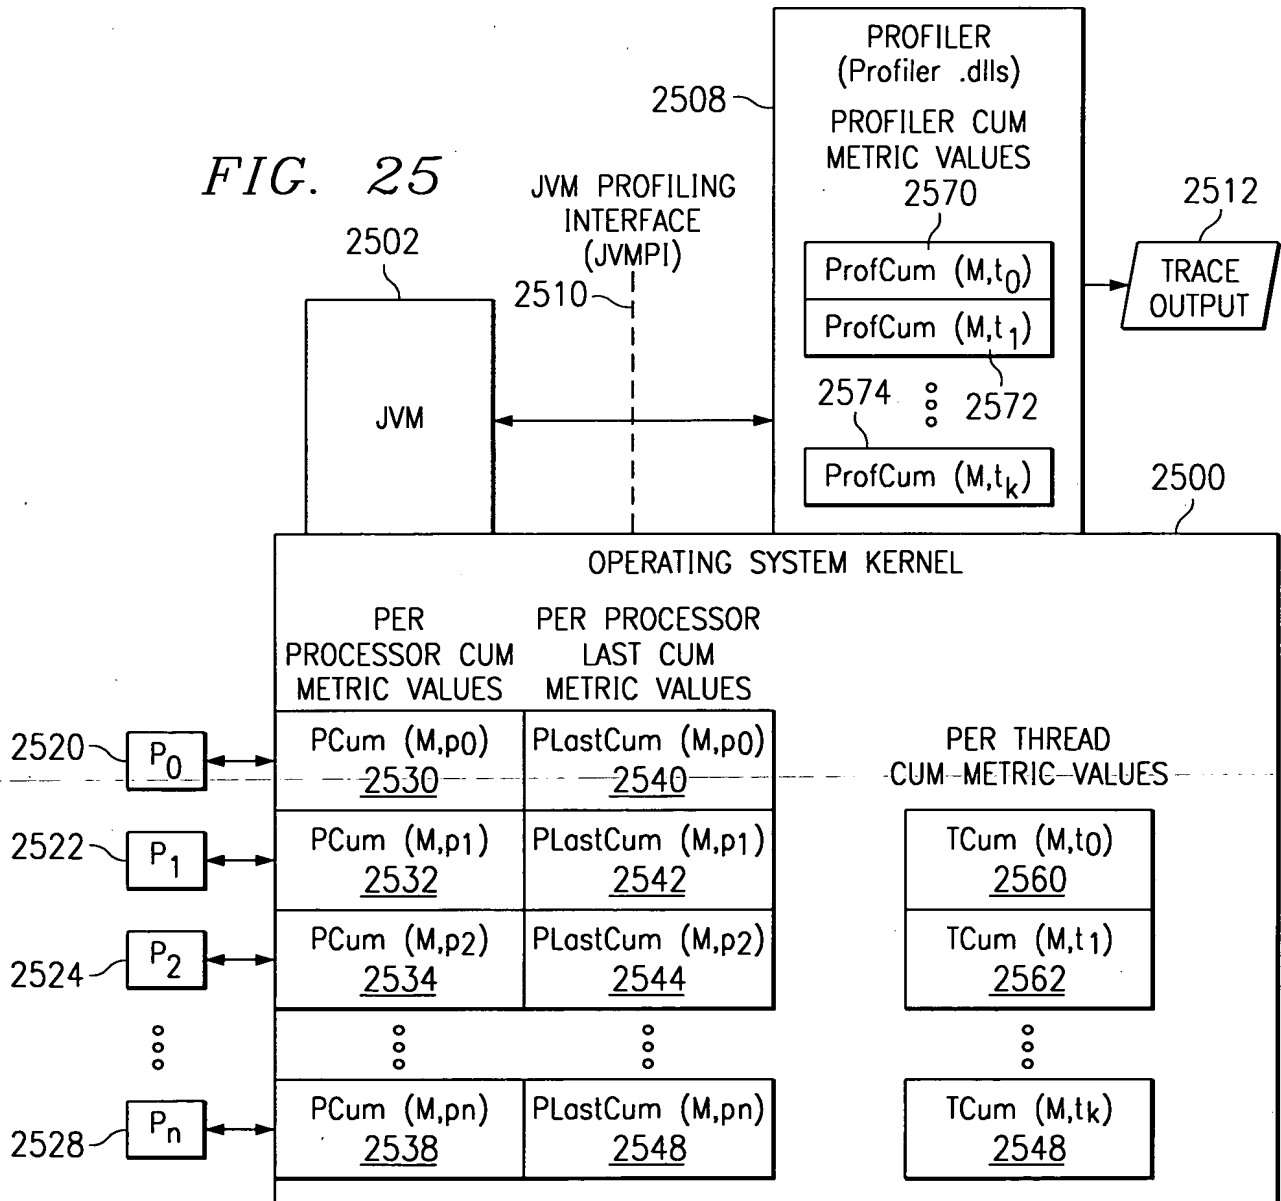 FIG. 25
PROFILER
(Profiler .dlls)
2508
PROFILER CUM
METRIC VALUES
2570
JVM PROFILING
INTERFACE
(JVMPI)
2510
2502
2512
ProfCum (M,t0)
ProfCum (M,t1)
TRACE
OUTPUT
JVM
2574
2572
ProfCum (M,tk)
2500
OPERATING SYSTEM KERNEL
PER
PROCESSOR CUM
METRIC VALUES
PER PROCESSOR
LAST CUM
METRIC VALUES
PER THREAD
CUM METRIC VALUES
2520
P0
PCum (M,p0)
2530
PLastCum (M,p0)
2540
2522
P1
PCum (M,p1)
2532
PLastCum (M,p1)
2542
TCum (M,t0)
2560
2524
P2
PCum (M,p2)
2534
PLastCum (M,p2)
2544
TCum (M,t1)
2562
2528
Pn
PCum (M,pn)
2538
PLastCum (M,pn)
2548
TCum (M,tk)
2548